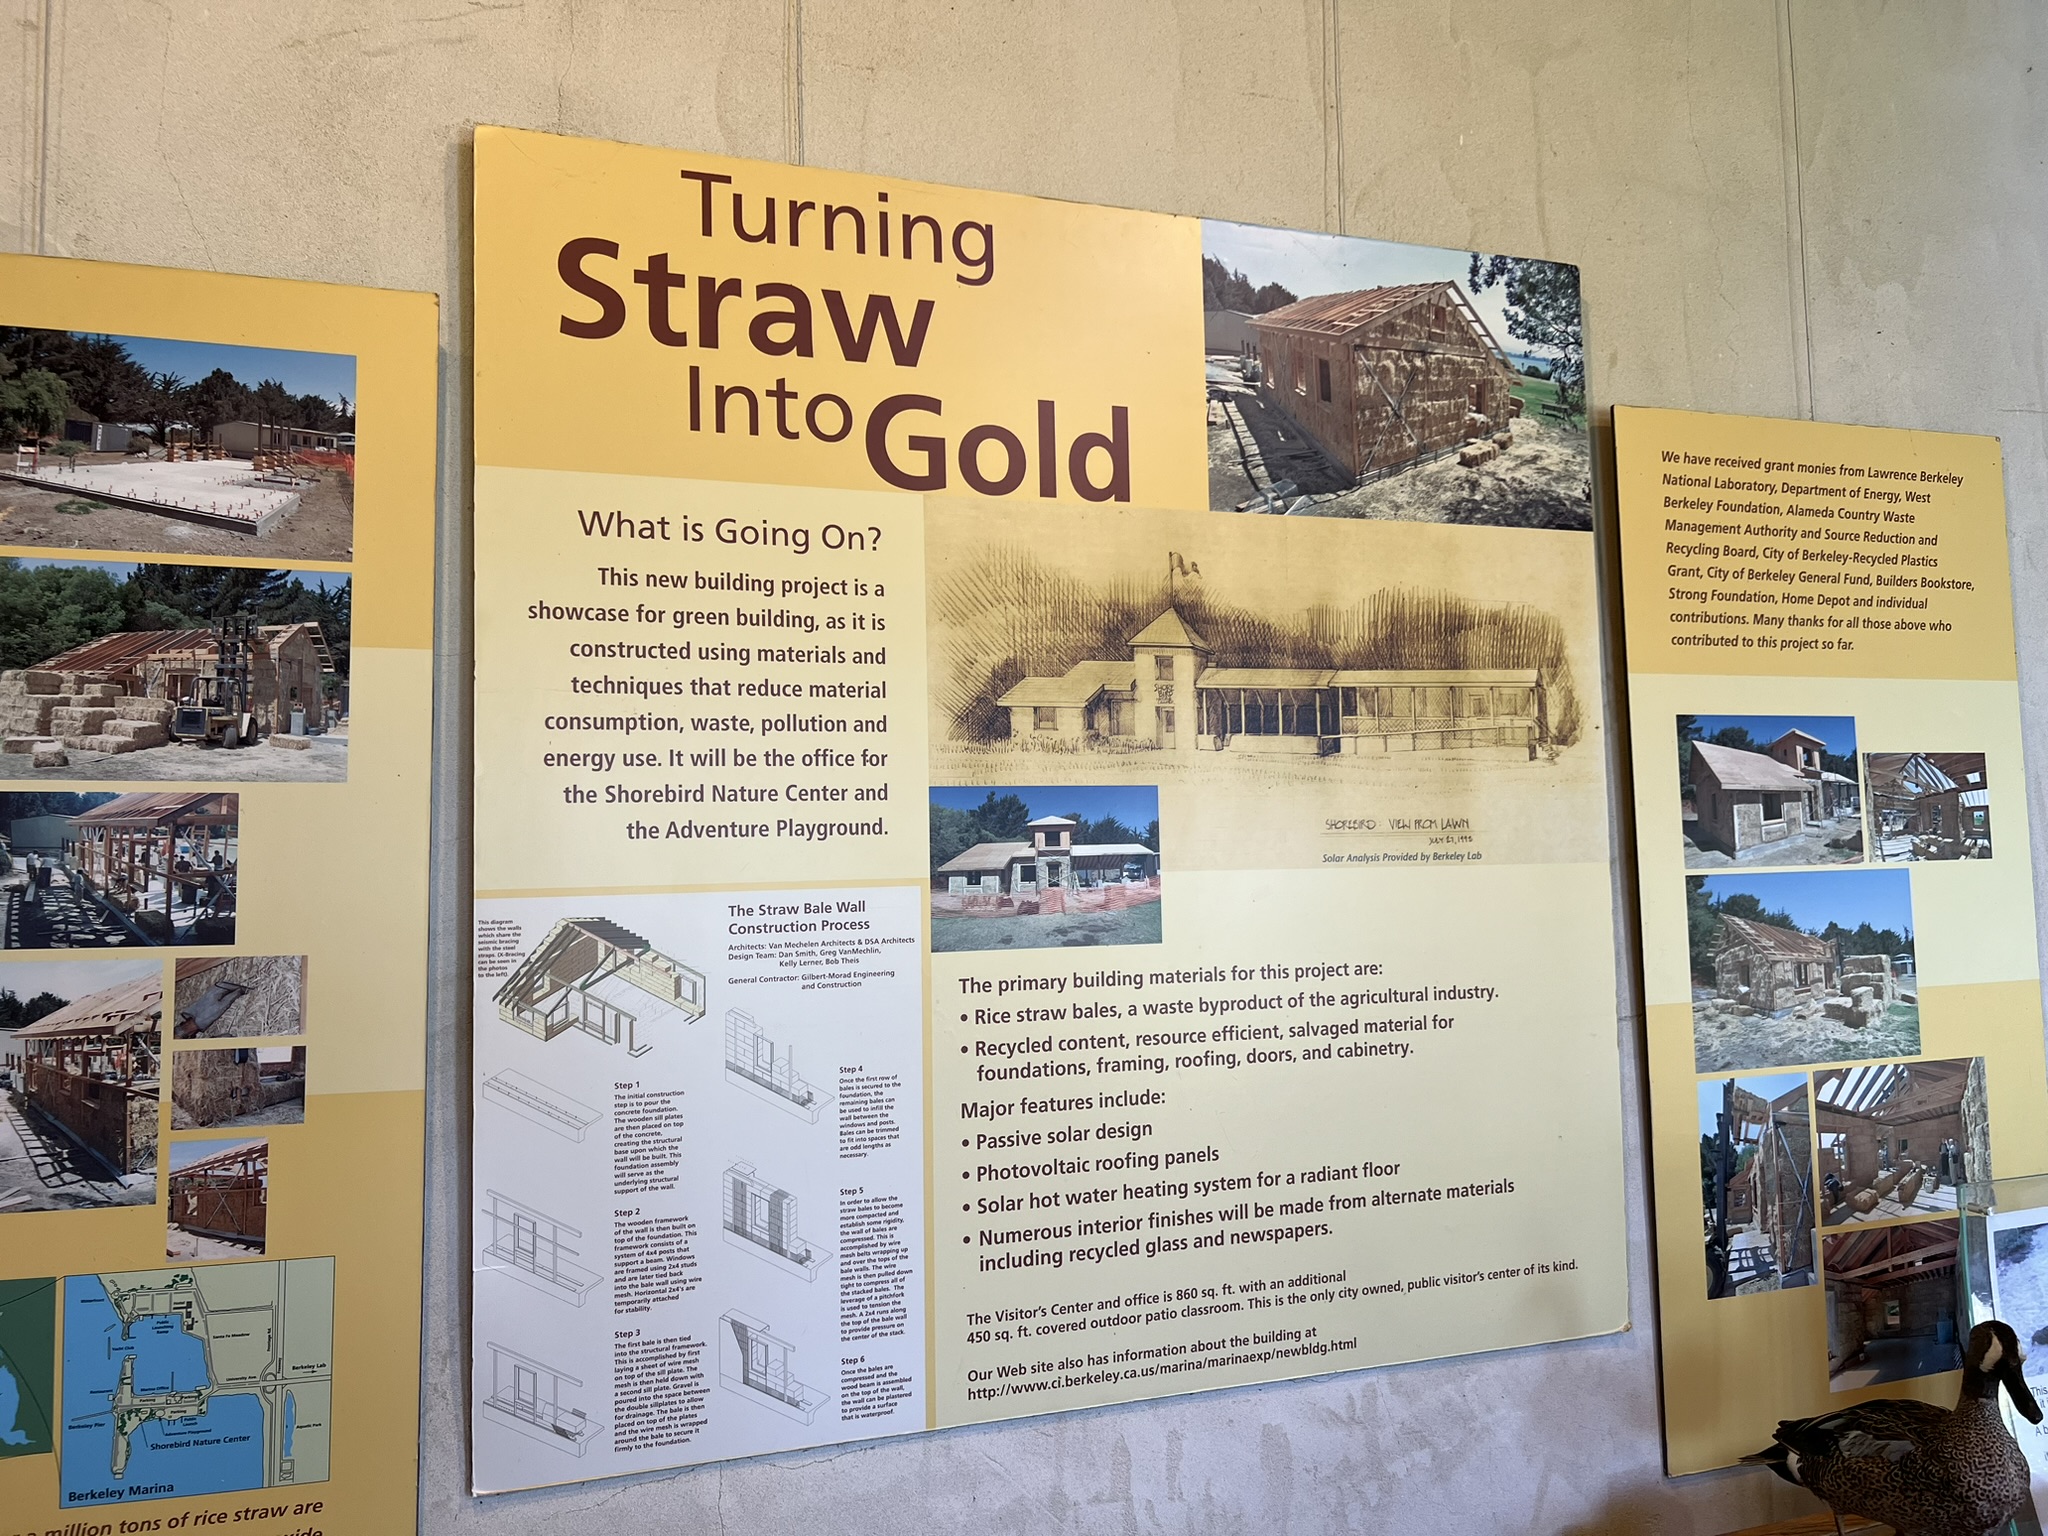 Turning
Straw
Into Gold
What is Going On?
This new building project is a
showcase for green building, as it is
constructed using materials and
techniques that reduce material
consumption, waste, pollution and
energy use. It will be the office for
the Shorebird Nature Center and
the Adventure Playground.
This diagram
shows the walls
which share the
seismic bracing
with the steel
straps. (X-Bracing
can be seen in
the photos
to the left).
The Straw Bale Wall
Construction Process
Architects: Van Mechelen Architects & DSA Architects
Design Team: Dan Smith, Greg VanMechlin,
Kelly Lerner, Bob Theis
General Contractor: Gilbert-Morad Engineering
and Construction
Step 1
The initial construction
step is to pour the
concrete foundation.
The wooden sill plates
are then placed on top
of the concrete,
creating the structural
base upon which the
wall will be built. This
foundation assembly
will serve as the
underlying structural
support of the wall.
Step 2
The wooden framework
of the wall is then built on
top of the foundation. This
framework consists of a
system of 4x4 posts that
support a beam. Windows
are framed using 2x4 studs
and are later tied back
into the bale wall using wire
mesh. Horizontal 2x4's are
temporarily attached
for stability.
Step 3
The first bale is then tied
into the structural framework.
This is accomplished by first
laying a sheet of wire mesh
on top of the sill plate. The
mesh is then held down with
a second sill plate. Gravel is
poured into the space between
the double sillplates to allow
for drainage. The bale is then
placed on top of the plates
and the wire mesh is wrapped
around the bale to secure it
firmly to the foundation.
Step 4
Once the first row of
bales is secured to the
foundation, the
remaining bales can
be used to infill the
wall between the
windows and posts.
Bales can be trimmed
to fit into spaces that
are odd lengths as
necessary.
Step 5
In order to allow the
straw bales to become
more compacted and
establish some rigidity,
the wall of bales are
compressed. This is
accomplished by wire
mesh belts wrapping up
and over the tops of the
bale walls. The wire
mesh is then pulled down
tight to compress all of
the stacked bales. The
leverage of a pitchfork
is used to tension the
mesh. A 2x4 runs along
the top of the bale wall
to provide pressure on
the center of the stack.
Step 6
Once the bales are
compressed and the
wood beam is assembled
on the top of the wall,
the wall can be plastered
to provide a surface
that is waterproof.
SHORE
BIRD
SHOREBIRD: VIEW FROM LAWN
JULY 27, 1992
Solar Analysis Provided by Berkeley Lab
The primary building materials for this project are:
• Rice straw bales, a waste byproduct of the agricultural industry.
• Recycled content, resource efficient, salvaged material for
foundations, framing, roofing, doors, and cabinetry.
Major features include:
• Passive solar design
• Photovoltaic roofing panels
• Solar hot water heating system for a radiant floor
• Numerous interior finishes will be made from alternate materials
including recycled glass and newspapers.
The Visitor's Center and office is 860 sq. ft. with an additional
450 sq. ft. covered outdoor patio classroom. This is the only city owned, public visitor's center of its kind.
Our Web site also has information about the building at
http://www.ci.berkeley.ca.us/marina/marinaexp/newbldg.html
We have received grant monies from Lawrence Berkeley
National Laboratory, Department of Energy, West
Berkeley Foundation, Alameda Country Waste
Management Authority and Source Reduction and
Recycling Board, City of Berkeley-Recycled Plastics
Grant, City of Berkeley General Fund, Builders Bookstore,
Strong Foundation, Home Depot and individual
contributions. Many thanks for all those above who
contributed to this project so far.
Public
Launching
Ramp
Yacht Club
Santa Fe Meadow
Berkeley Lab
University Ave.
Marina Office
Parking
Parking
Berkeley Pier
Public
Adventure Playground
Aquatic Park
Shorebird Nature Center
Berkeley Marina
million tons of rice straw are
This